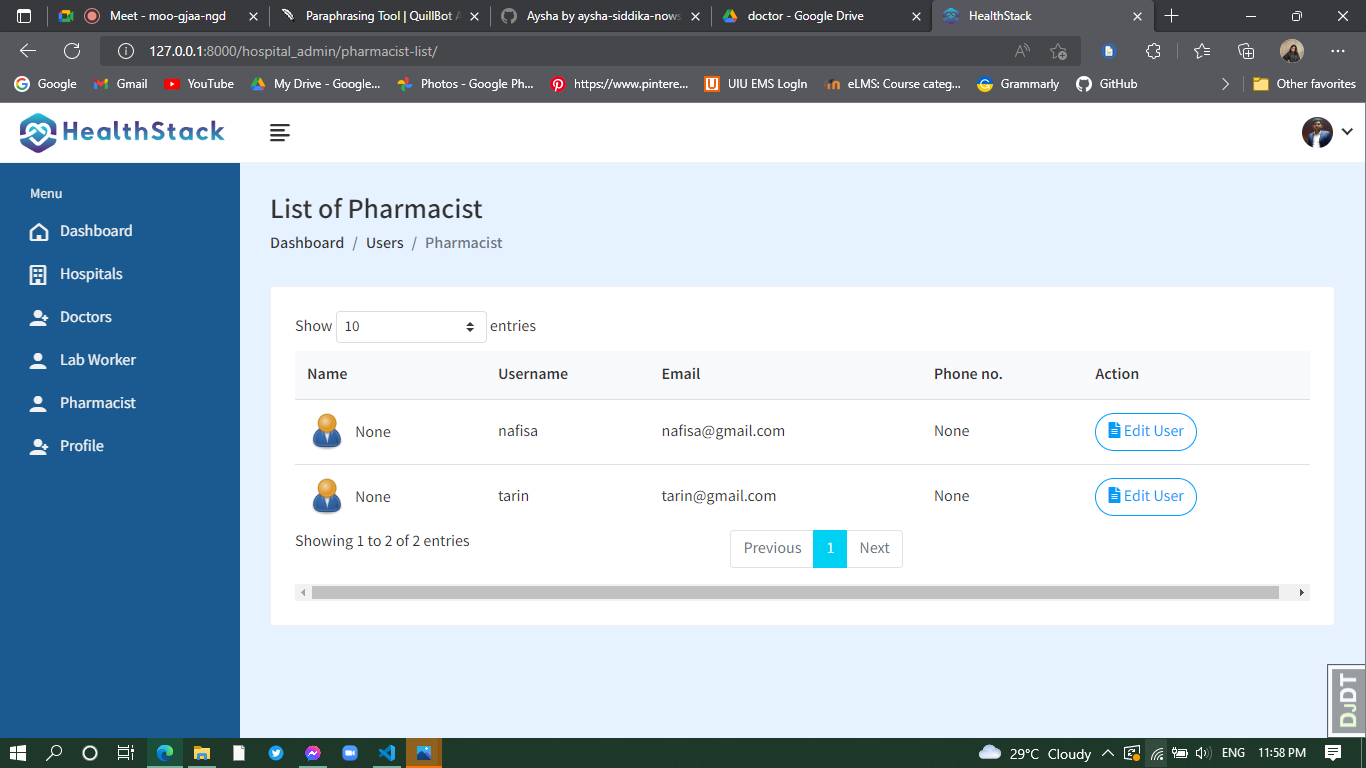 Meet - moo-gjaa-ngd
Paraphrasing Tool | QuillBot A
Aysha by aysha-siddika-nows
doctor - Google Drive
HealthStack
127.0.0.1:8000/hospital_admin/pharmacist-list/
Google
Gmail
YouTube
My Drive - Google...
Photos - Google Ph...
https://www.pintere...
UIU EMS LogIn
eLMS: Course categ...
Grammarly
GitHub
Other favorites
HealthStack
Menu
Dashboard
Hospitals
Doctors
Lab Worker
Pharmacist
Profile
List of Pharmacist
Dashboard / Users / Pharmacist
Show 10 entries
Name Username Email Phone no. Action
None nafisa nafisa@gmail.com None Edit User
None tarin tarin@gmail.com None Edit User
Showing 1 to 2 of 2 entries
Previous 1 Next
DJDT
29°C Cloudy
ENG
11:58 PM